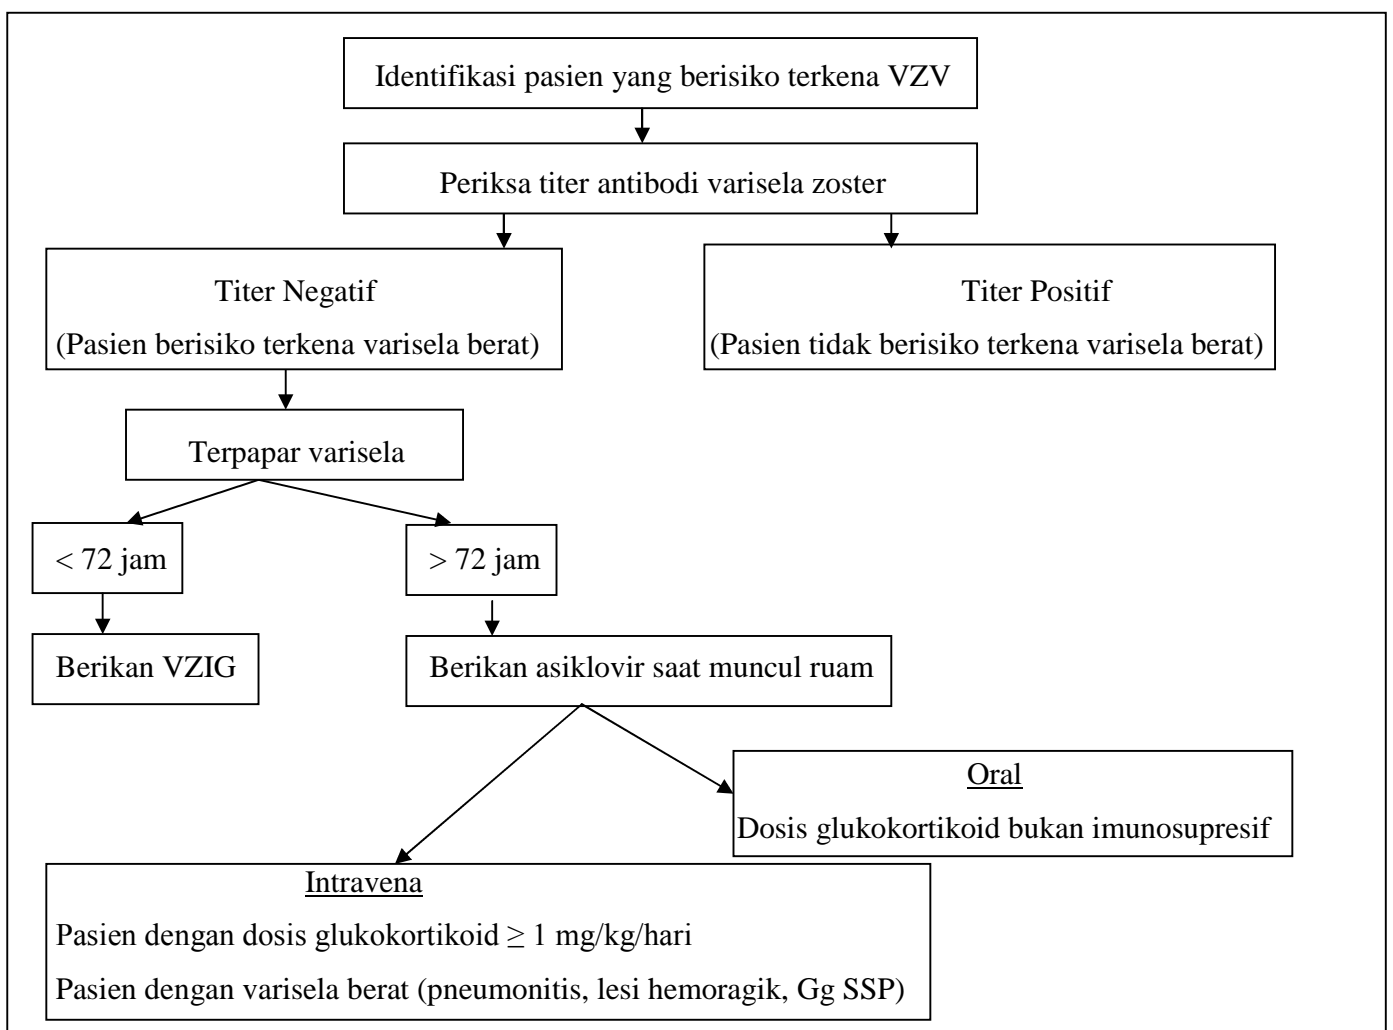 Identifikasi pasien yang berisiko terkena VZV
Periksa titer antibodi varisela zoster
Titer Negatif
(Pasien berisiko terkena varisela berat)
Titer Positif
(Pasien tidak berisiko terkena varisela berat)
Terpapar varisela
< 72 jam
> 72 jam
Berikan VZIG
Berikan asiklovir saat muncul ruam
Oral
Dosis glukokortikoid bukan imunosupresif
Intravena
Pasien dengan dosis glukokortikoid ≥ 1 mg/kg/hari
Pasien dengan varisela berat (pneumonitis, lesi hemoragik, Gg SSP)